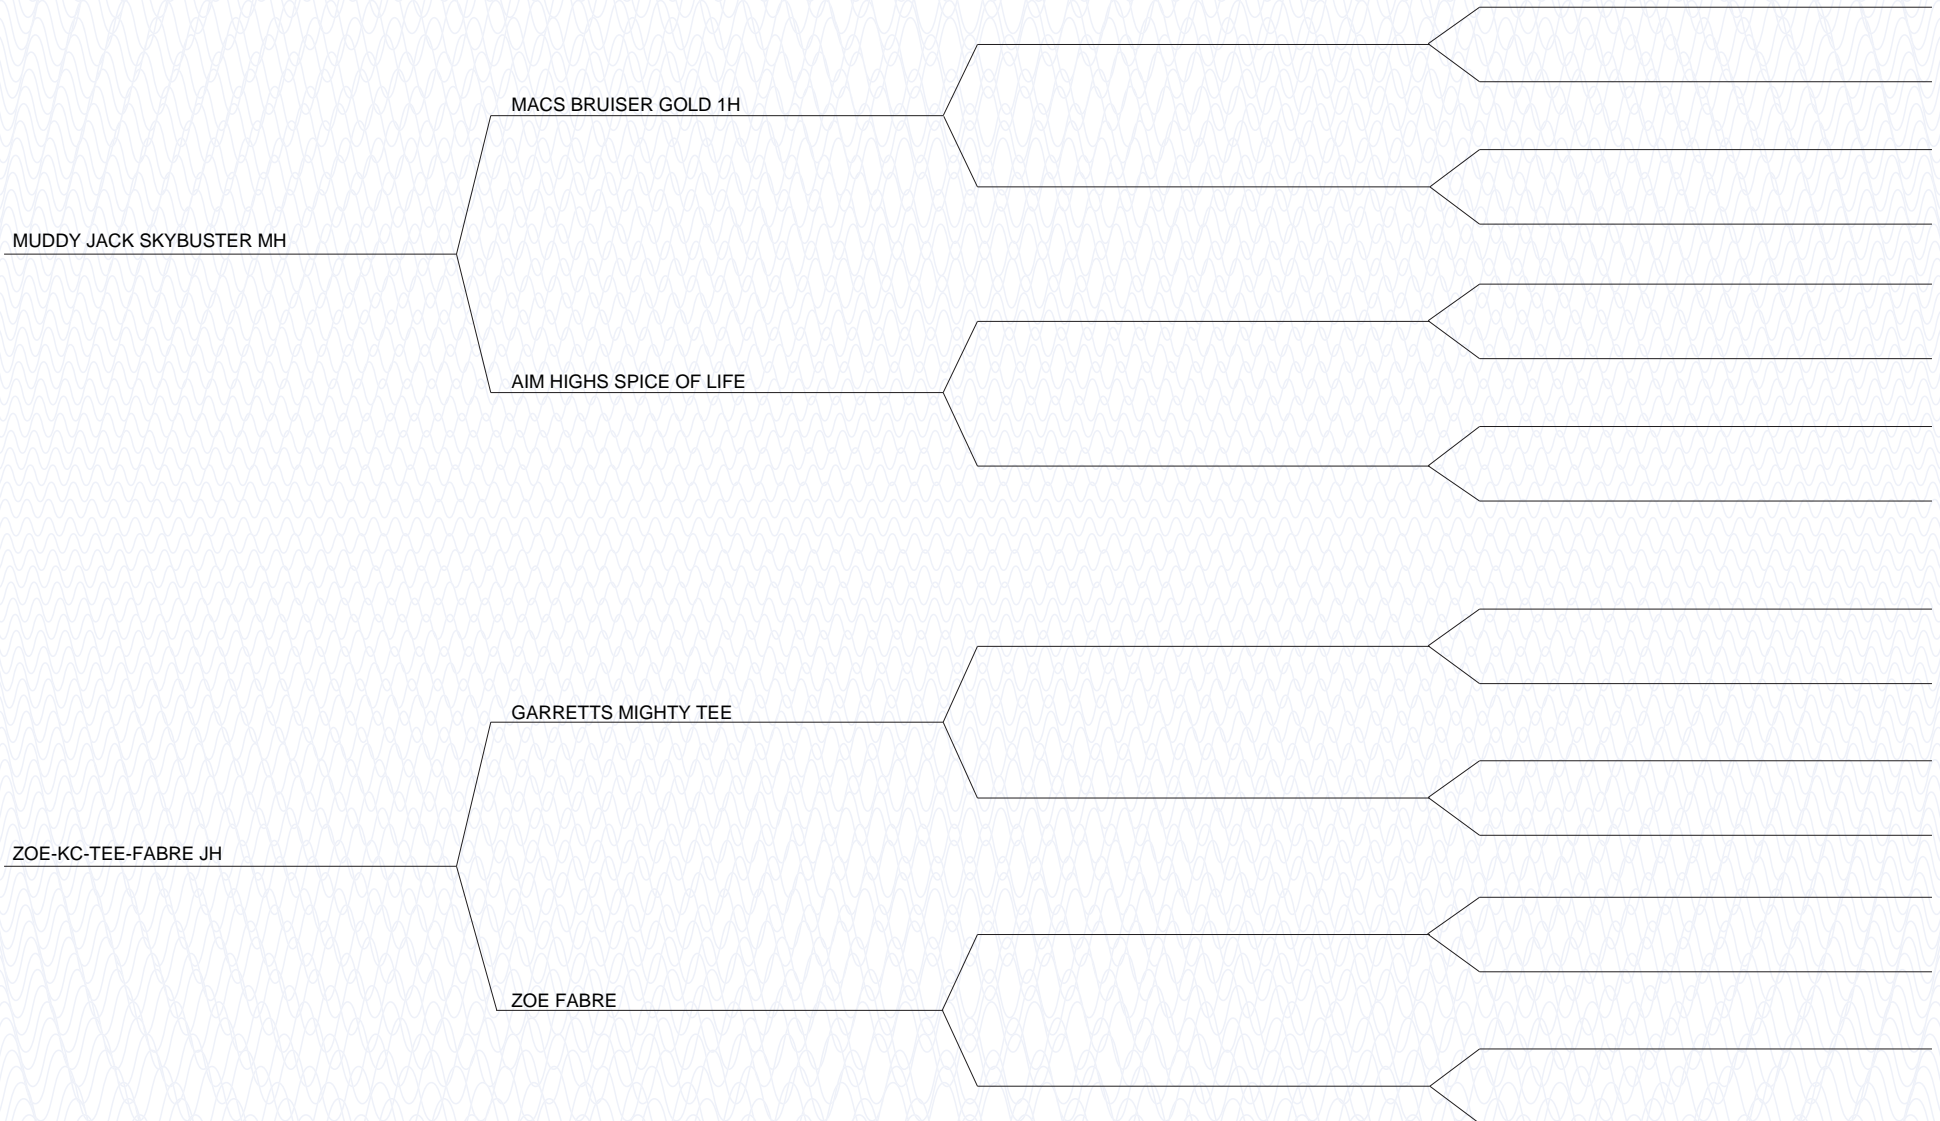 MACS BRUISER GOLD 1H
MUDDY JACK SKYBUSTER MH
AIM HIGHS SPICE OF LIFE
GARRETTS MIGHTY TEE
ZOE-KC-TEE-FABRE JH
ZOE FABRE